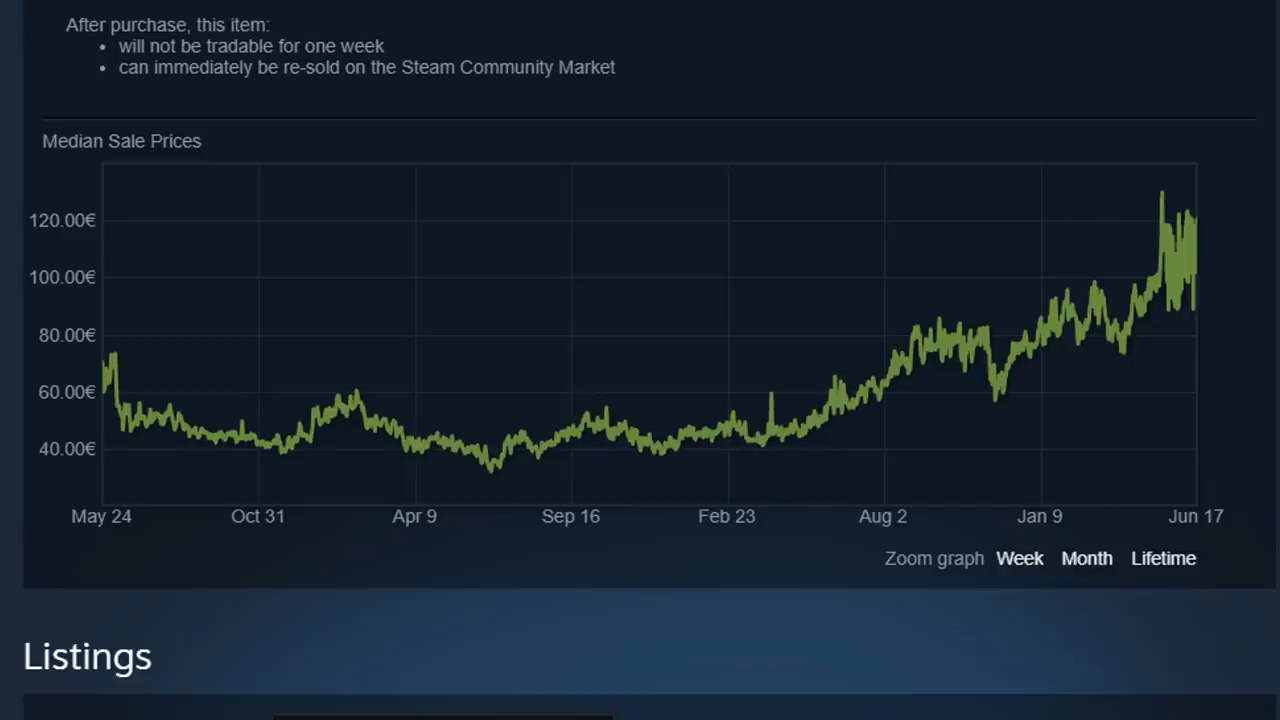 After purchase, this item:
• will not be tradable for one week
• can immediately be re-sold on the Steam Community Market
Median Sale Prices
120.00€
100.00€
80.00€
60.00€
40.00€
May 24 Oct 31 Apr 9 Sep 16 Feb 23 Aug 2 Jan 9 Jun 17
Zoom graph Week Month Lifetime
Listings